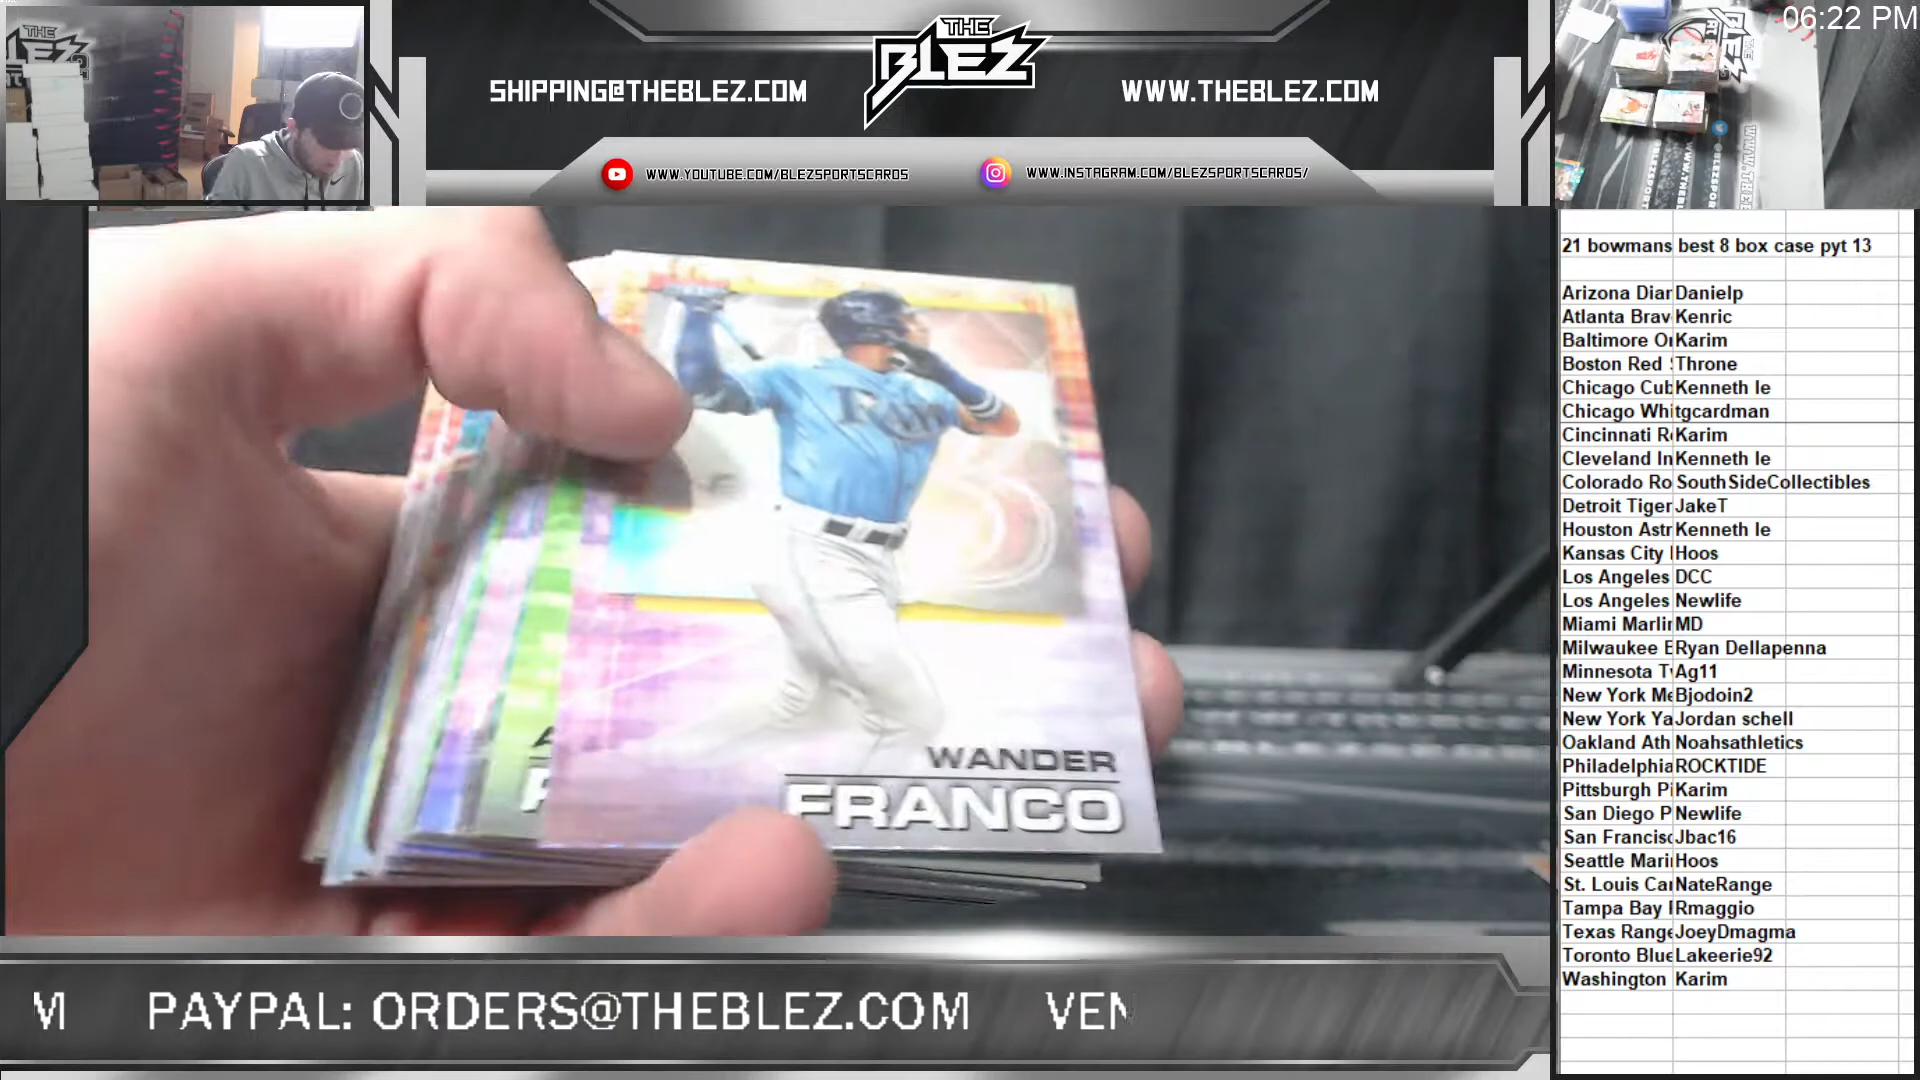 06:22 PM
THE
BLEZ
SHIPPING@THEBLEZ.COM
WWW.THEBLEZ.COM
WWW.YOUTUBE.COM/BLEZSPORTSCARDS
WWW.INSTAGRAM.COM/BLEZSPORTSCARDS/
21 bowmans best 8 box case pyt 13
Arizona Diar Danielp
Atlanta Brav Kenric
Baltimore Or Karim
Boston Red Throne
Chicago Cub Kenneth le
Chicago Whi tgcardman
Cincinnati Re Karim
Cleveland In Kenneth le
Colorado Ro SouthSideCollectibles
Detroit Tiger JakeT
Houston Astr Kenneth le
Kansas City Hoos
Los Angeles DCC
Los Angeles Newlife
Miami Marlin MD
Milwaukee B Ryan Dellapenna
Minnesota Tw Ag11
New York Me Bjodoin2
New York Ya Jordan schell
Oakland Ath Noahsathletics
Philadelphia ROCKTIDE
Pittsburgh Pi Karim
San Diego P Newlife
San Francisc Jbac16
Seattle Mari Hoos
St. Louis Car NateRange
Tampa Bay Rmaggio
Texas Range JoeyDmagma
Toronto Blue Lakeerie92
Washington Karim
WANDER
FRANCO
M PAYPAL: ORDERS@THEBLEZ.COM VEN